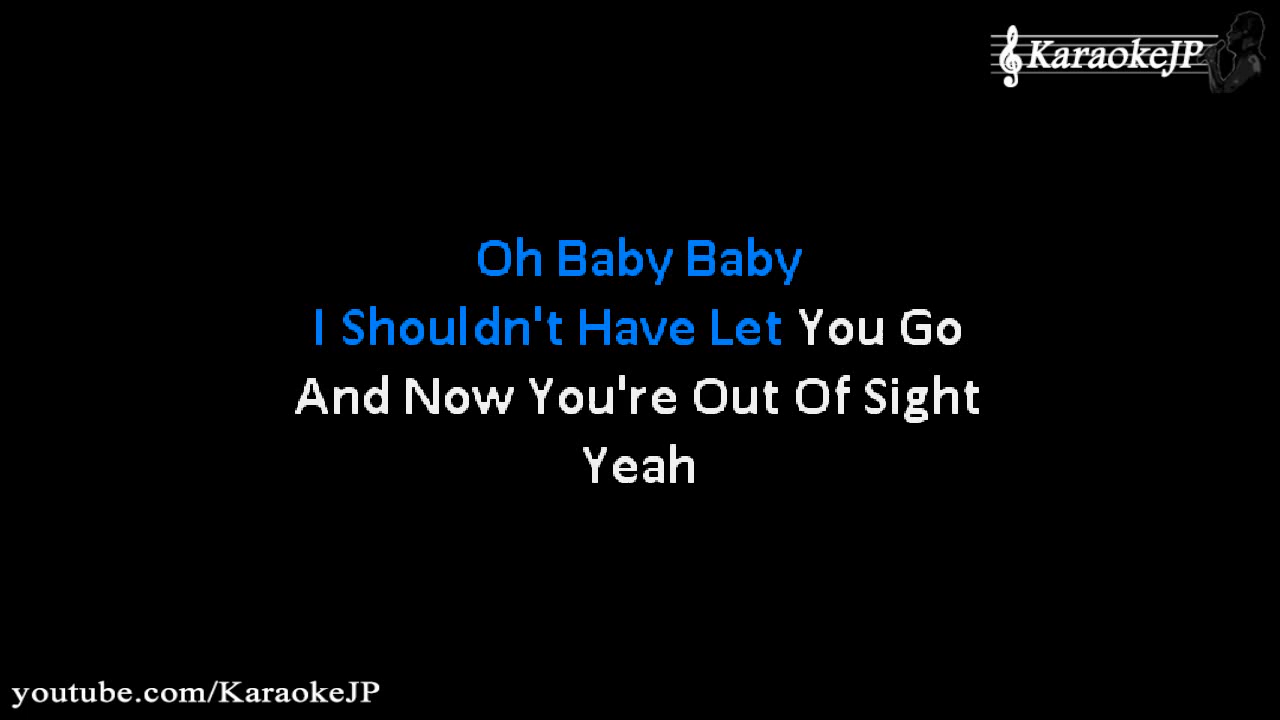 KaraokeJP
Oh Baby Baby
I Shouldn't Have Let You Go
And Now You're Out Of Sight
Yeah
youtube.com/KaraokeJP